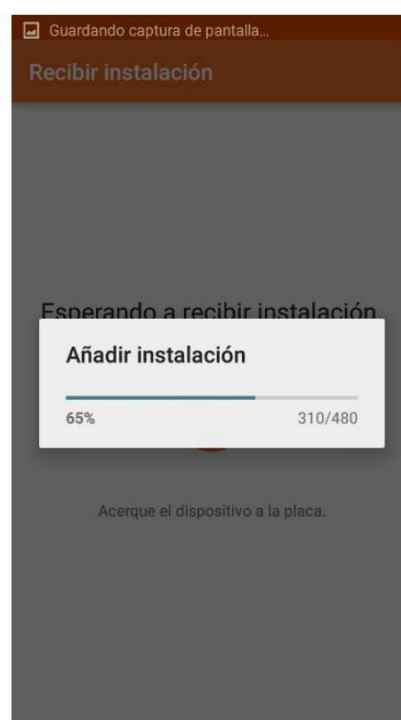 Guardando captura de pantalla...
Recibir instalación
Esperando a recibir instalación
Añadir instalación
65% 310/480
Acerque el dispositivo a la placa.